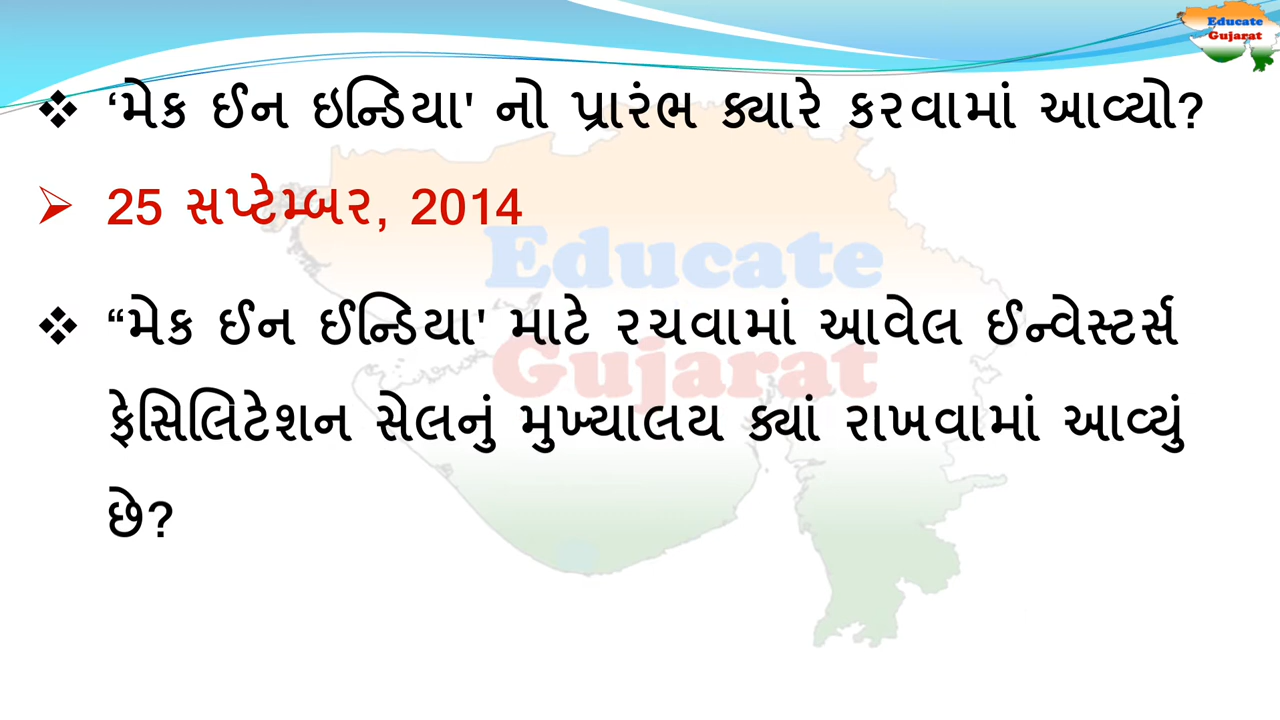 Educate
Gujarat
❖ ‘મેક ઈન ઇન્ડિયા' નો પ્રારંભ ક્યારે કરવામાં આવ્યો?
➢ 25 સપ્ટેમ્બર, 2014
❖ “મેક ઈન ઈન્ડિયા' માટે રચવામાં આવેલ ઈન્વેસ્ટર્સ
ફેસિલિટેશન સેલનું મુખ્યાલય ક્યાં રાખવામાં આવ્યું
છે?
Educate
Gujarat